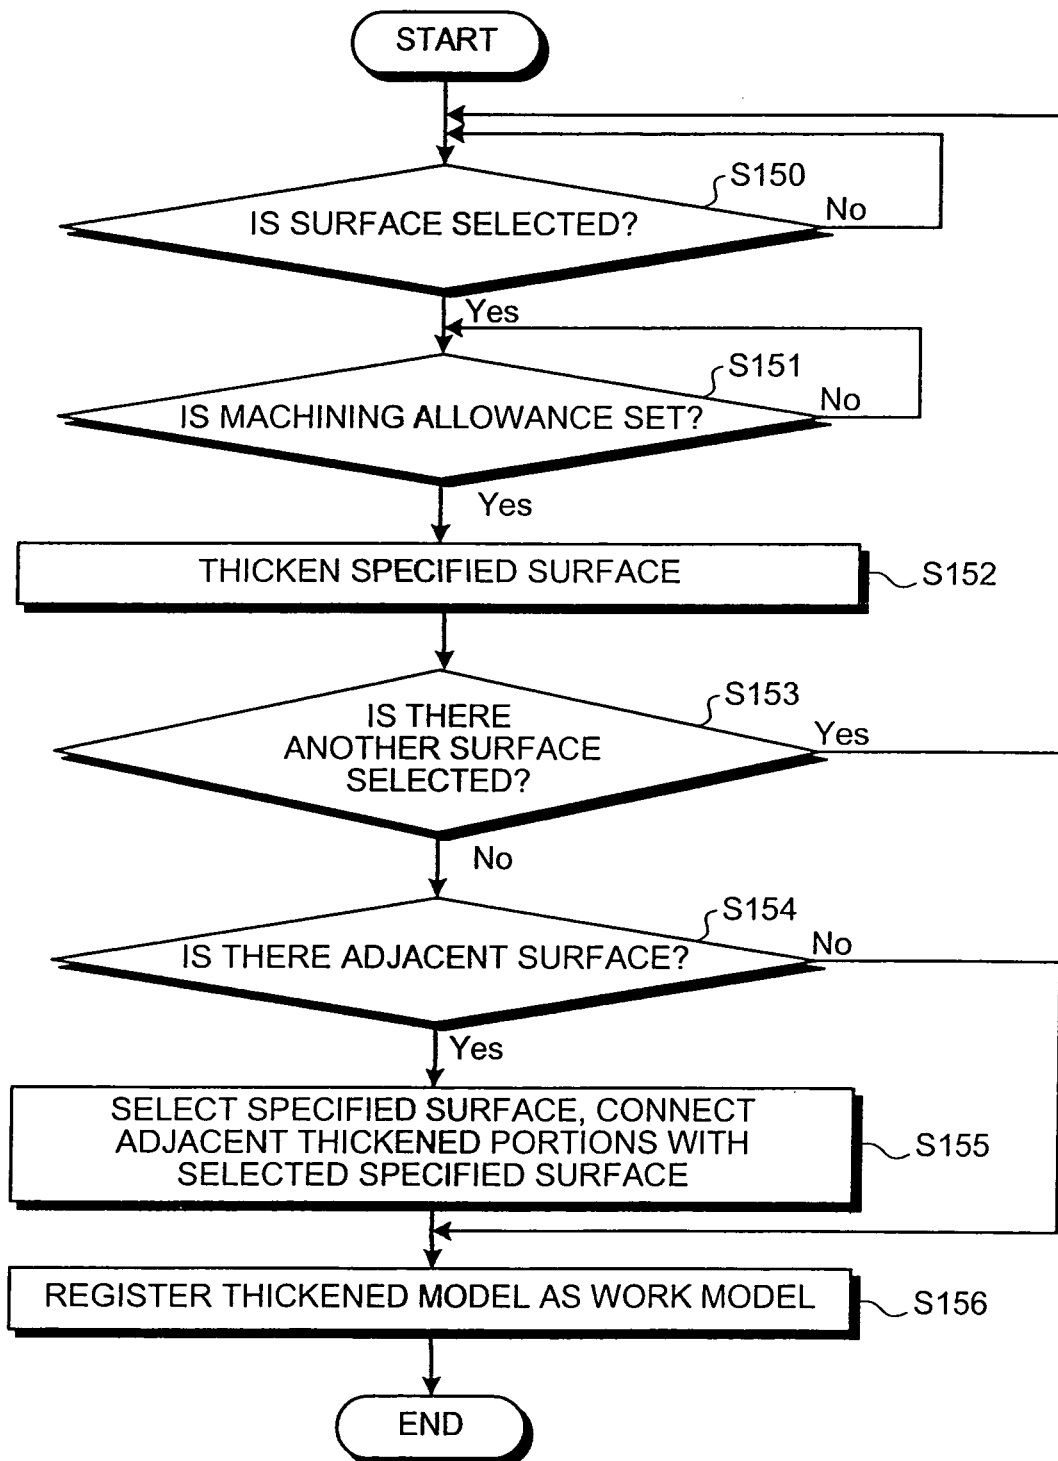 START
S150
IS SURFACE SELECTED?
No
Yes
S151
IS MACHINING ALLOWANCE SET?
No
Yes
THICKEN SPECIFIED SURFACE
S152
S153
IS THERE
ANOTHER SURFACE
SELECTED?
Yes
No
S154
IS THERE ADJACENT SURFACE?
No
Yes
SELECT SPECIFIED SURFACE, CONNECT
ADJACENT THICKENED PORTIONS WITH
SELECTED SPECIFIED SURFACE
S155
REGISTER THICKENED MODEL AS WORK MODEL
S156
END